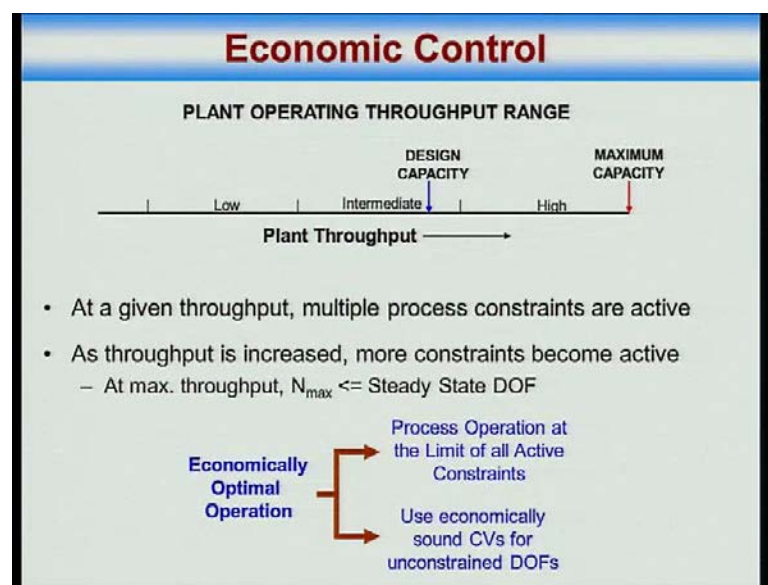 Economic Control
PLANT OPERATING THROUGHPUT RANGE
DESIGN
CAPACITY
MAXIMUM
CAPACITY
Low
Intermediate
High
Plant Throughput
• At a given throughput, multiple process constraints are active
• As throughput is increased, more constraints become active
– At max. throughput, Nmax <= Steady State DOF
Economically
Optimal
Operation
Process Operation at
the Limit of all Active
Constraints
Use economically
sound CVs for
unconstrained DOFs